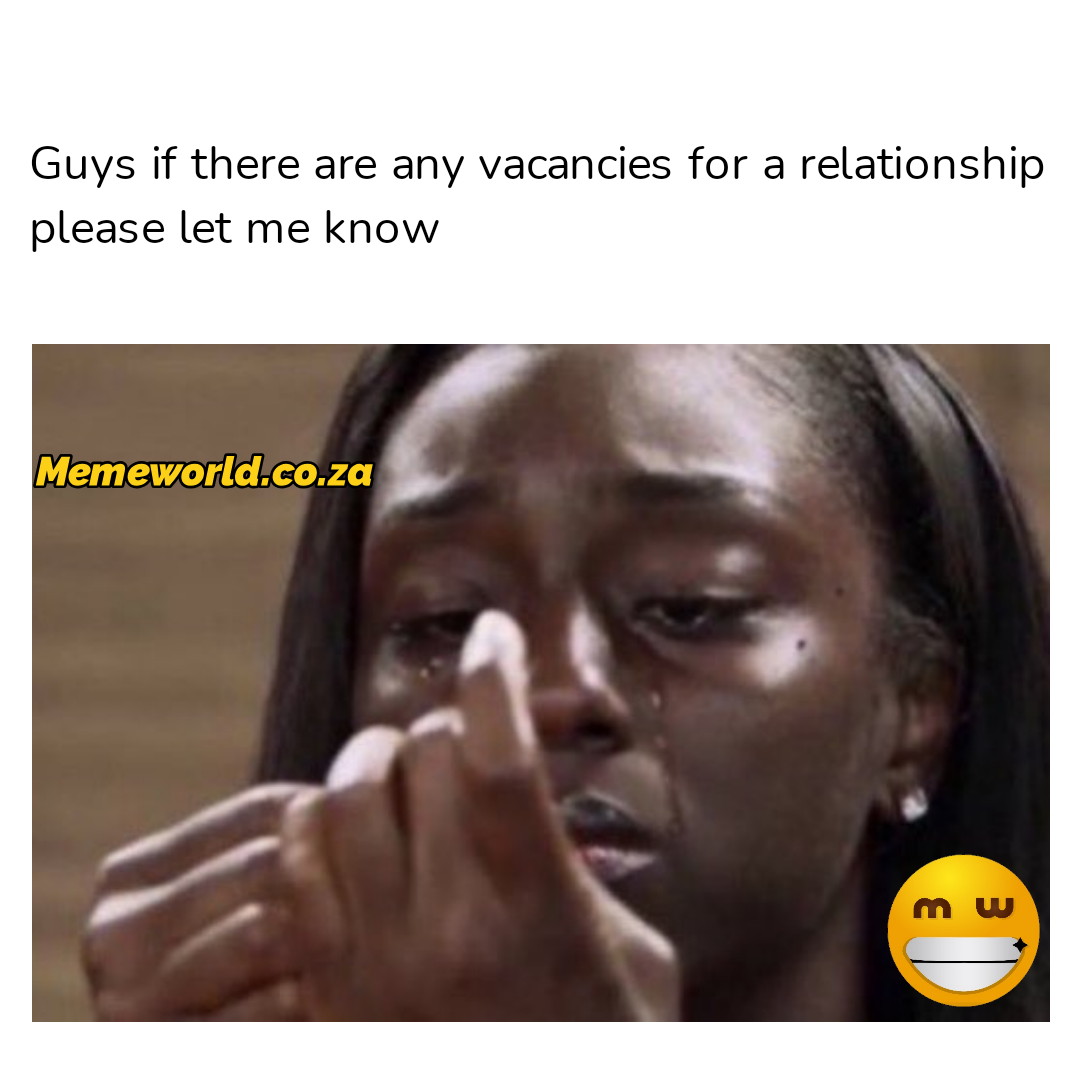 Guys if there are any vacancies for a relationship
please let me know
Memeworld.co.za
m w